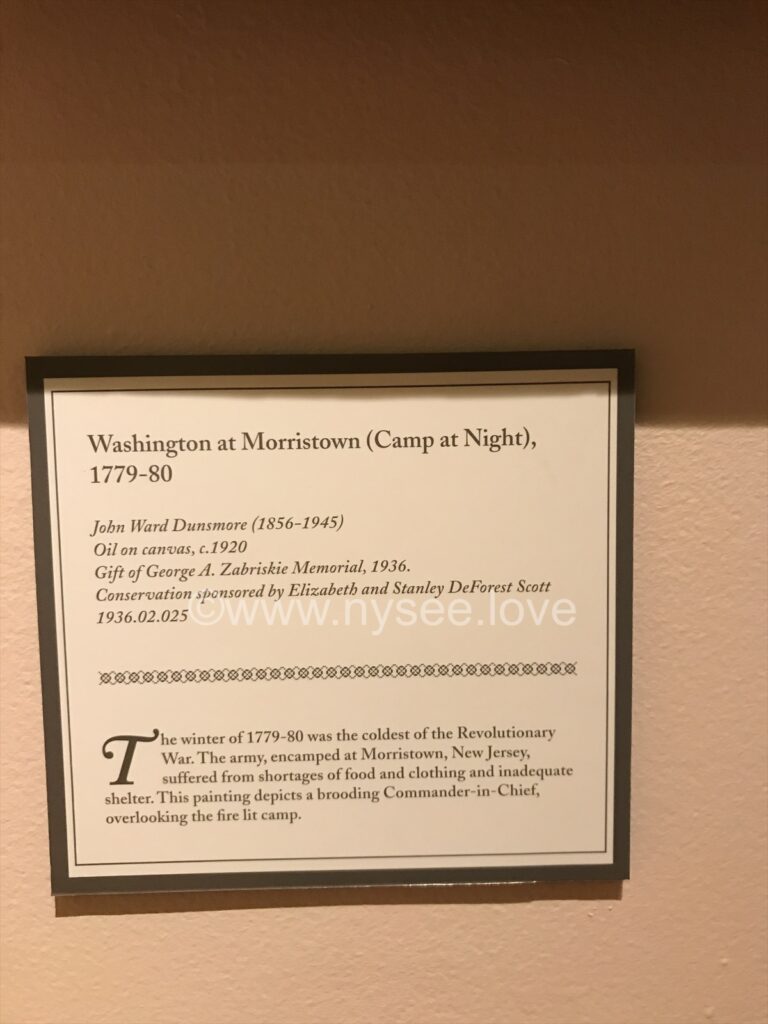 Washington at Morristown (Camp at Night),
1779-80
John Ward Dunsmore (1856-1945)
Oil on canvas, c.1920
Gift of George A. Zabriskie Memorial, 1936.
Conservation sponsored by Elizabeth and Stanley DeForest Scott
1936.02.025
©www.nysee.love
The winter of 1779-80 was the coldest of the Revolutionary
War. The army, encamped at Morristown, New Jersey,
suffered from shortages of food and clothing and inadequate
shelter. This painting depicts a brooding Commander-in-Chief,
overlooking the fire lit camp.